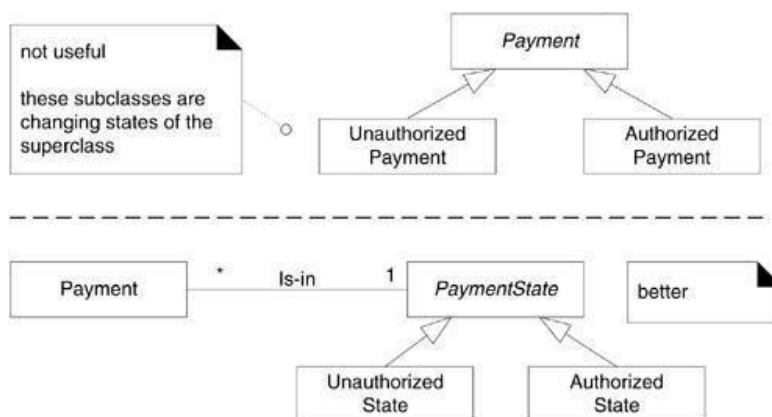 not useful
these subclasses are
changing states of the
superclass
Payment
Unauthorized
Payment
Authorized
Payment
Payment
*
Is-in
1
PaymentState
better
Unauthorized
State
Authorized
State